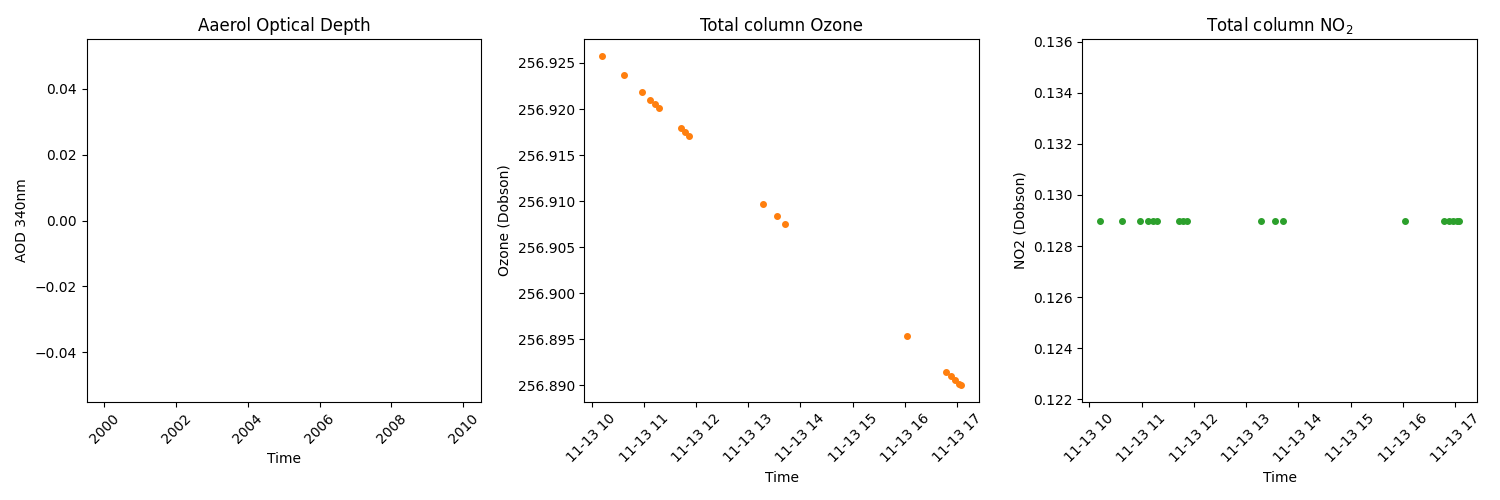 Aaerol Optical Depth
AOD 340nm
0.04
0.02
0.00
−0.02
−0.04
2000 2002 2004 2006 2008 2010
Time
Total column Ozone
Ozone (Dobson)
256.925
256.920
256.915
256.910
256.905
256.900
256.895
256.890
11-13 10 11-13 11 11-13 12 11-13 13 11-13 14 11-13 15 11-13 16 11-13 17
Time
Total column NO₂
NO2 (Dobson)
0.136
0.134
0.132
0.130
0.128
0.126
0.124
0.122
11-13 10 11-13 11 11-13 12 11-13 13 11-13 14 11-13 15 11-13 16 11-13 17
Time